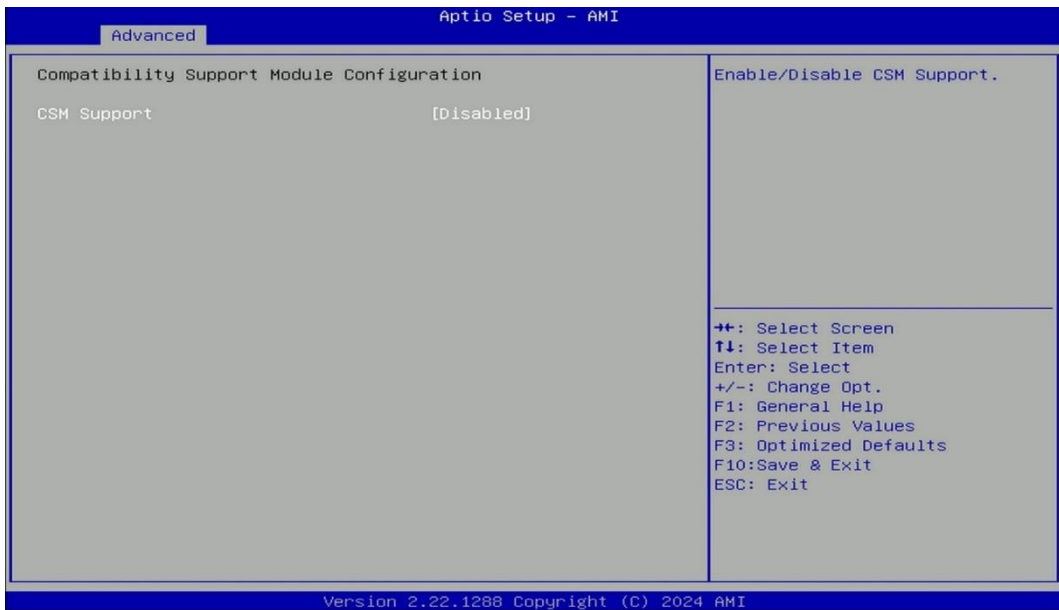 Aptio Setup – AMI
Advanced
Compatibility Support Module Configuration
CSM Support [Disabled]
Enable/Disable CSM Support.
→←: Select Screen
↑↓: Select Item
Enter: Select
+/-: Change Opt.
F1: General Help
F2: Previous Values
F3: Optimized Defaults
F10:Save & Exit
ESC: Exit
Version 2.22.1288 Copyright (C) 2024 AMI